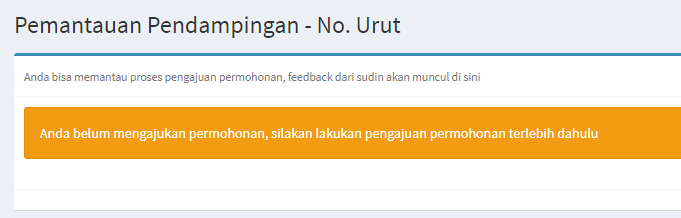 Pemantauan Pendampingan - No. Urut
Anda bisa memantau proses pengajuan permohonan, feedback dari sudin akan muncul di sini
Anda belum mengajukan permohonan, silakan lakukan pengajuan permohonan terlebih dahulu